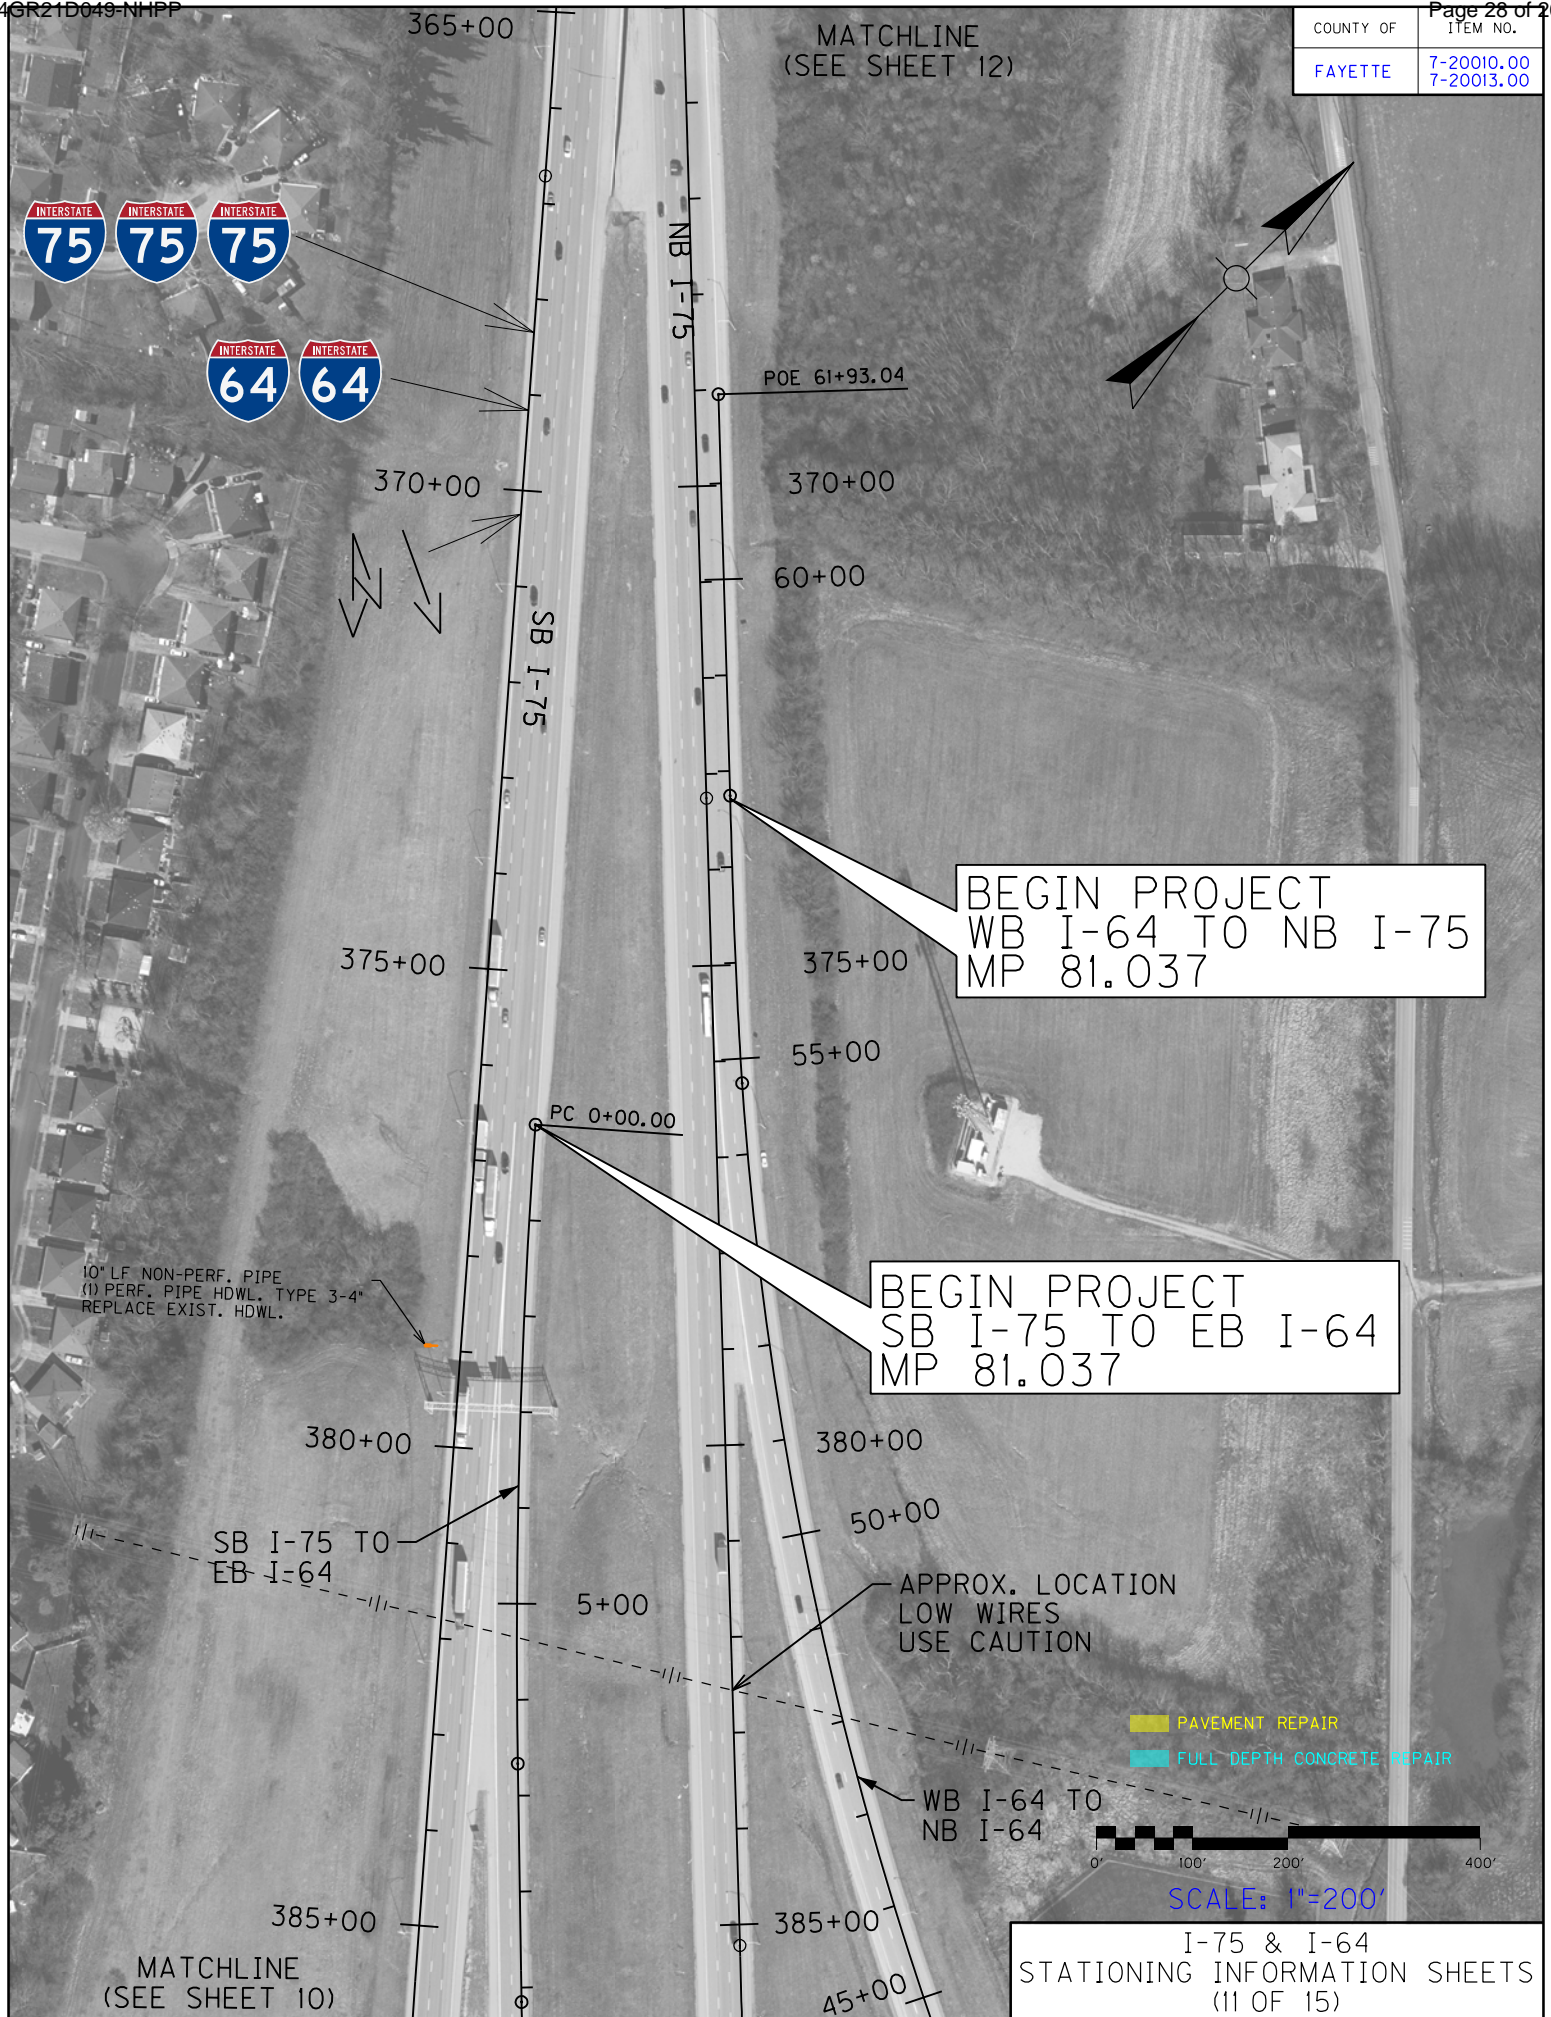 4GR21D049-NHPP
Page 28 of 2
COUNTY OF
ITEM NO.
FAYETTE
7-20010.00
7-20013.00
365+00
MATCHLINE
(SEE SHEET 12)
INTERSTATE
75
INTERSTATE
75
INTERSTATE
75
INTERSTATE
64
INTERSTATE
64
NB I-75
POE 61+93.04
370+00
370+00
60+00
SB I-75
BEGIN PROJECT
WB I-64 TO NB I-75
MP 81.037
375+00
375+00
55+00
PC 0+00.00
10" LF NON-PERF. PIPE
(1) PERF. PIPE HDWL. TYPE 3-4"
REPLACE EXIST. HDWL.
BEGIN PROJECT
SB I-75 TO EB I-64
MP 81.037
380+00
380+00
50+00
SB I-75 TO
EB I-64
5+00
APPROX. LOCATION
LOW WIRES
USE CAUTION
PAVEMENT REPAIR
FULL DEPTH CONCRETE REPAIR
WB I-64 TO
NB I-64
0'
100'
200'
400'
SCALE: 1"=200'
385+00
385+00
45+00
MATCHLINE
(SEE SHEET 10)
I-75 & I-64
STATIONING INFORMATION SHEETS
(11 OF 15)